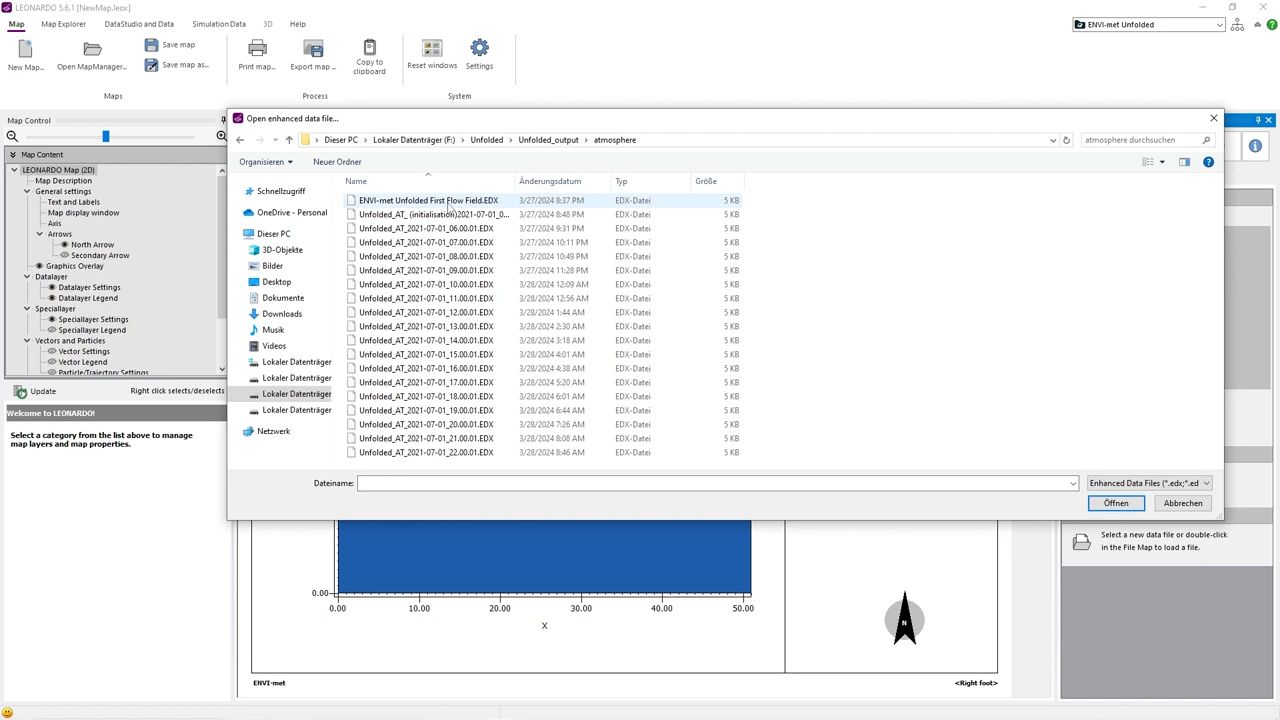 LEONARDO 5.6.1 [NewMap.leox]
Map Map Explorer DataStudio and Data Simulation Data 3D Help
ENVI-met Unfolded
New Map...
Open MapManager...
Save map
Save map as...
Print map...
Export map ...
Copy to clipboard
Reset windows
Settings
Maps Process System
Map Control
Map Content
LEONARDO Map (2D)
Map Description
General settings
Text and Labels
Map display window
Axis
Arrows
North Arrow
Secondary Arrow
Graphics Overlay
Datalayer
Datalayer Settings
Datalayer Legend
Speciallayer
Speciallayer Settings
Speciallayer Legend
Vectors and Particles
Vector Settings
Vector Legend
Particle/Trajectory Settings
Update Right click selects/deselects
Welcome to LEONARDO!
Select a category from the list above to manage
map layers and map properties.
Open enhanced data file...
Dieser PC > Lokaler Datenträger (F:) > Unfolded > Unfolded_output > atmosphere
atmosphere durchsuchen
Organisieren Neuer Ordner
Schnellzugriff
OneDrive - Personal
Dieser PC
3D-Objekte
Bilder
Desktop
Dokumente
Downloads
Musik
Videos
Lokaler Datenträger
Lokaler Datenträger
Lokaler Datenträger
Lokaler Datenträger
Netzwerk
Name Änderungsdatum Typ Größe
ENVI-met Unfolded First Flow Field.EDX 3/27/2024 8:37 PM EDX-Datei 5 KB
Unfolded_AT_ (initialisation)2021-07-01_0... 3/27/2024 8:48 PM EDX-Datei 5 KB
Unfolded_AT_2021-07-01_06.00.01.EDX 3/27/2024 9:31 PM EDX-Datei 5 KB
Unfolded_AT_2021-07-01_07.00.01.EDX 3/27/2024 10:11 PM EDX-Datei 5 KB
Unfolded_AT_2021-07-01_08.00.01.EDX 3/27/2024 10:49 PM EDX-Datei 5 KB
Unfolded_AT_2021-07-01_09.00.01.EDX 3/27/2024 11:28 PM EDX-Datei 5 KB
Unfolded_AT_2021-07-01_10.00.01.EDX 3/28/2024 12:09 AM EDX-Datei 5 KB
Unfolded_AT_2021-07-01_11.00.01.EDX 3/28/2024 12:56 AM EDX-Datei 5 KB
Unfolded_AT_2021-07-01_12.00.01.EDX 3/28/2024 1:44 AM EDX-Datei 5 KB
Unfolded_AT_2021-07-01_13.00.01.EDX 3/28/2024 2:30 AM EDX-Datei 5 KB
Unfolded_AT_2021-07-01_14.00.01.EDX 3/28/2024 3:18 AM EDX-Datei 5 KB
Unfolded_AT_2021-07-01_15.00.01.EDX 3/28/2024 4:01 AM EDX-Datei 5 KB
Unfolded_AT_2021-07-01_16.00.01.EDX 3/28/2024 4:38 AM EDX-Datei 5 KB
Unfolded_AT_2021-07-01_17.00.01.EDX 3/28/2024 5:20 AM EDX-Datei 5 KB
Unfolded_AT_2021-07-01_18.00.01.EDX 3/28/2024 6:01 AM EDX-Datei 5 KB
Unfolded_AT_2021-07-01_19.00.01.EDX 3/28/2024 6:44 AM EDX-Datei 5 KB
Unfolded_AT_2021-07-01_20.00.01.EDX 3/28/2024 7:26 AM EDX-Datei 5 KB
Unfolded_AT_2021-07-01_21.00.01.EDX 3/28/2024 8:08 AM EDX-Datei 5 KB
Unfolded_AT_2021-07-01_22.00.01.EDX 3/28/2024 8:46 AM EDX-Datei 5 KB
Dateiname: Enhanced Data Files (*.edx;*.ed
Öffnen Abbrechen
Select a new data file or double-click
in the File Map to load a file.
0.00
0.00 10.00 20.00 30.00 40.00 50.00
X
N
ENVI-met <Right foot>